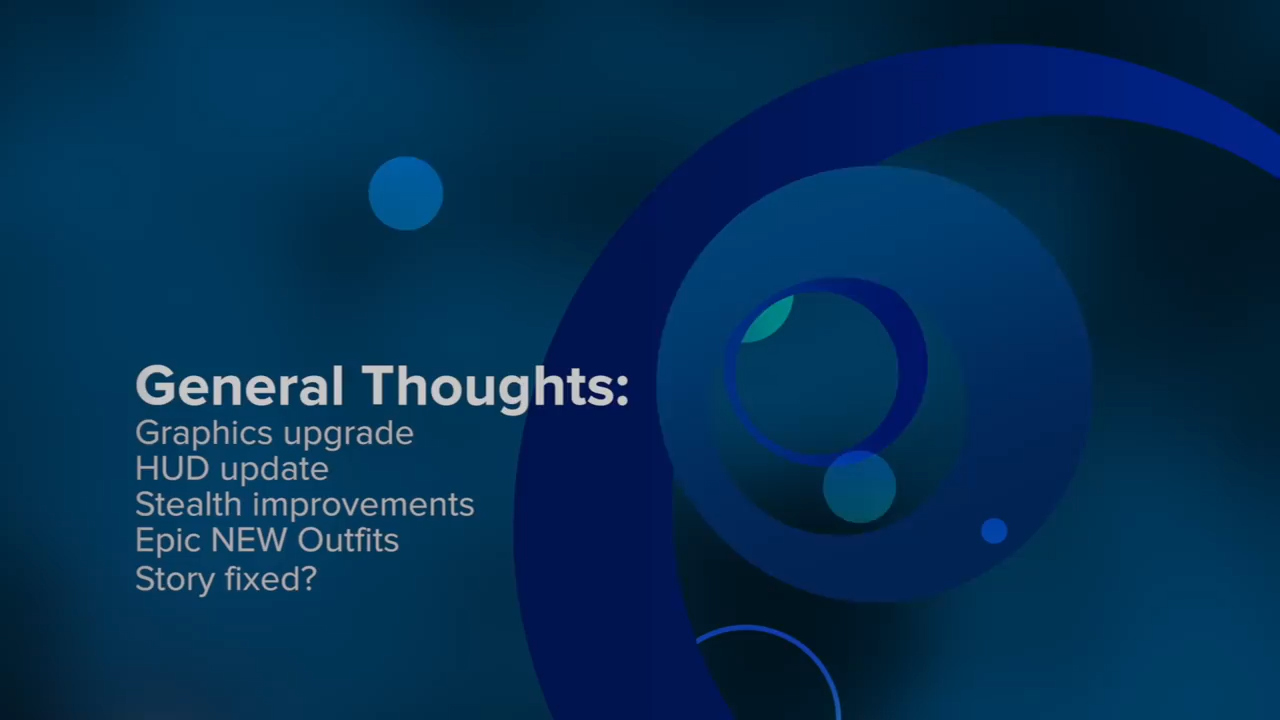 General Thoughts:
Graphics upgrade
HUD update
Stealth improvements
Epic NEW Outfits
Story fixed?